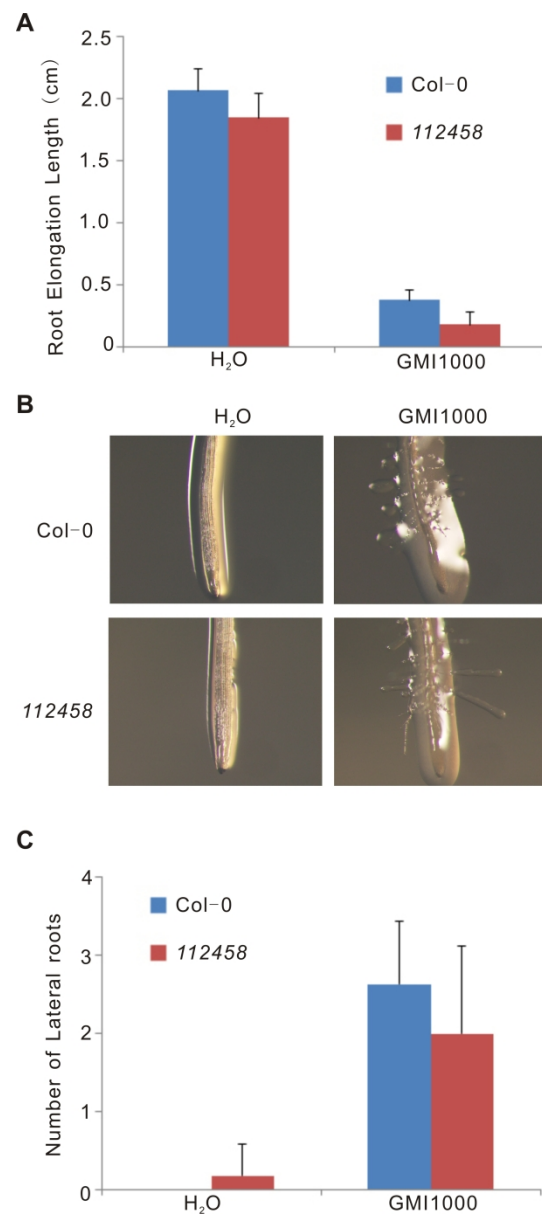 A
Root Elongation Length (cm)
2.5
2.0
1.5
1.0
0.5
0
Col-0
112458
H₂O
GMI1000
B
H₂O
GMI1000
Col-0
112458
C
Number of Lateral roots
4
3
2
1
0
Col-0
112458
H₂O
GMI1000